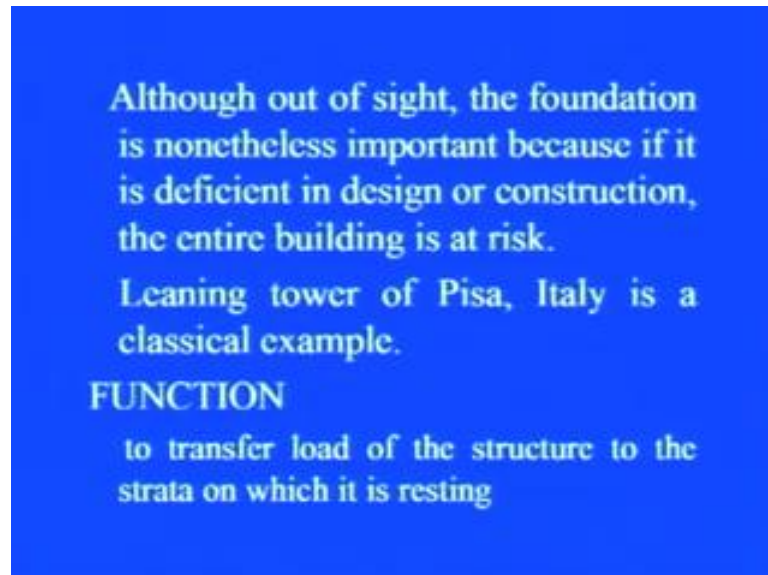 Although out of sight, the foundation
is nonetheless important because if it
is deficient in design or construction,
the entire building is at risk.
Leaning tower of Pisa, Italy is a
classical example.
FUNCTION
to transfer load of the structure to the
strata on which it is resting